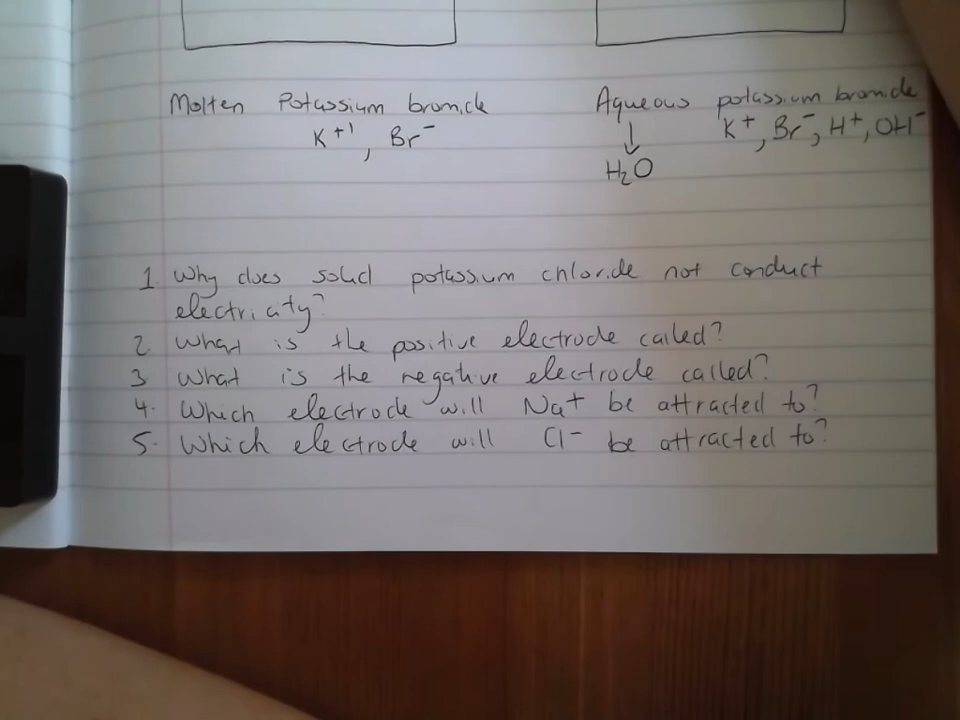 Molten Potassium bromide
K+¹, Br⁻
Aqueous potassium bromide
K⁺, Br⁻, H⁺, OH⁻
↓
H₂O
1. Why does solid potassium chloride not conduct
electricity?
2. What is the positive electrode called?
3 What is the negative electrode called?
4. Which electrode will Na+ be attracted to?
5. Which electrode will Cl⁻ be attracted to?